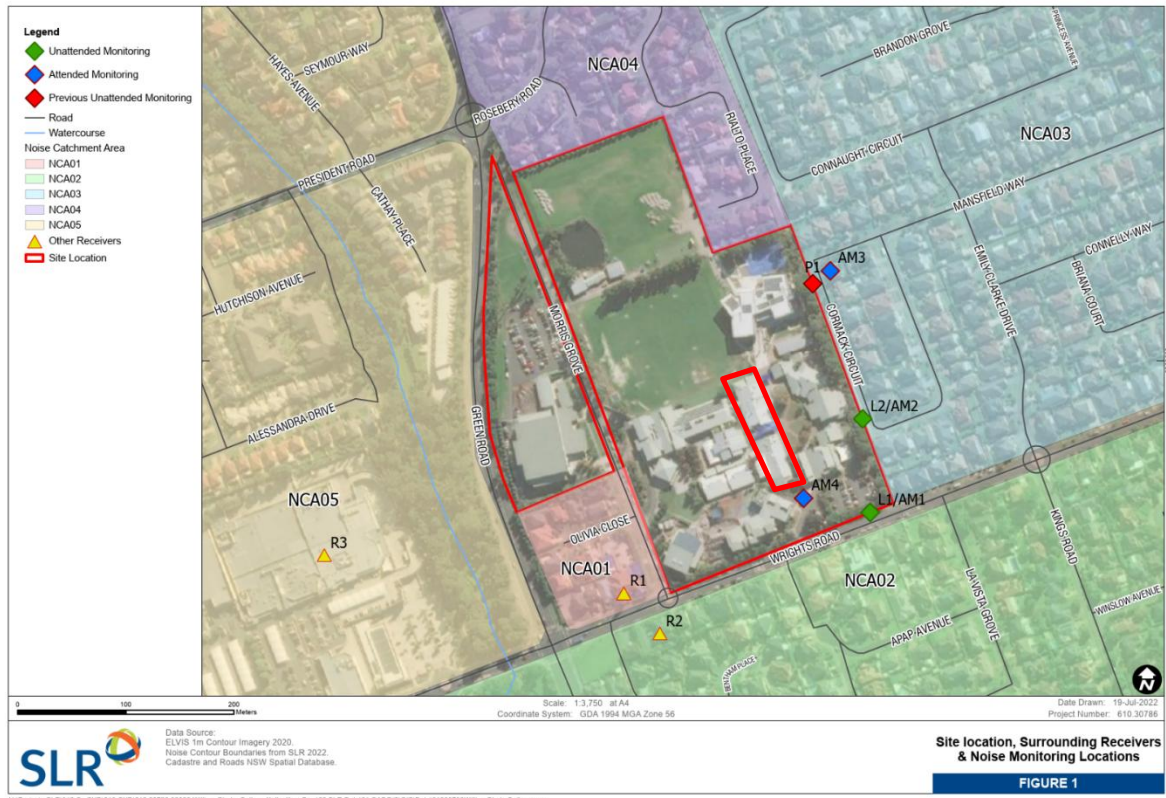 Legend
Unattended Monitoring
Attended Monitoring
Previous Unattended Monitoring
Road
Watercourse
Noise Catchment Area
NCA01
NCA02
NCA03
NCA04
NCA05
Other Receivers
Site Location
SEYMOUR WAY
HAYES AVENUE
ROSEBERY ROAD
PRESIDENT ROAD
CATHAY PLACE
HUTCHISON AVENUE
ALESSANDRA DRIVE
GREEN ROAD
MORRIS GROVE
NCA04
RIALTO PLACE
BRANDON GROVE
PRINCESS AVENUE
NCA03
CONNAUGHT CIRCUIT
MANSFIELD WAY
CONNELLY WAY
EMILY CLARKE DRIVE
BRIANA COURT
P1
AM3
CORMACK CIRCUIT
L2/AM2
AM4
L1/AM1
WRIGHTS ROAD
KINGS ROAD
NCA05
R3
OLIVIA CLOSE
NCA01
R1
R2
NCA02
LA VISTA GROVE
APAP AVENUE
WINSLOW AVENUE
N
0 100 200
Meters
Scale: 1:3,750 at A4
Coordinate System: GDA 1994 MGA Zone 56
Date Drawn: 19-Jul-2022
Project Number: 610.30786
SLR
Data Source:
ELVIS 1m Contour Imagery 2020.
Noise Contour Boundaries from SLR 2022.
Cadastre and Roads NSW Spatial Database.
Site location, Surrounding Receivers
& Noise Monitoring Locations
FIGURE 1